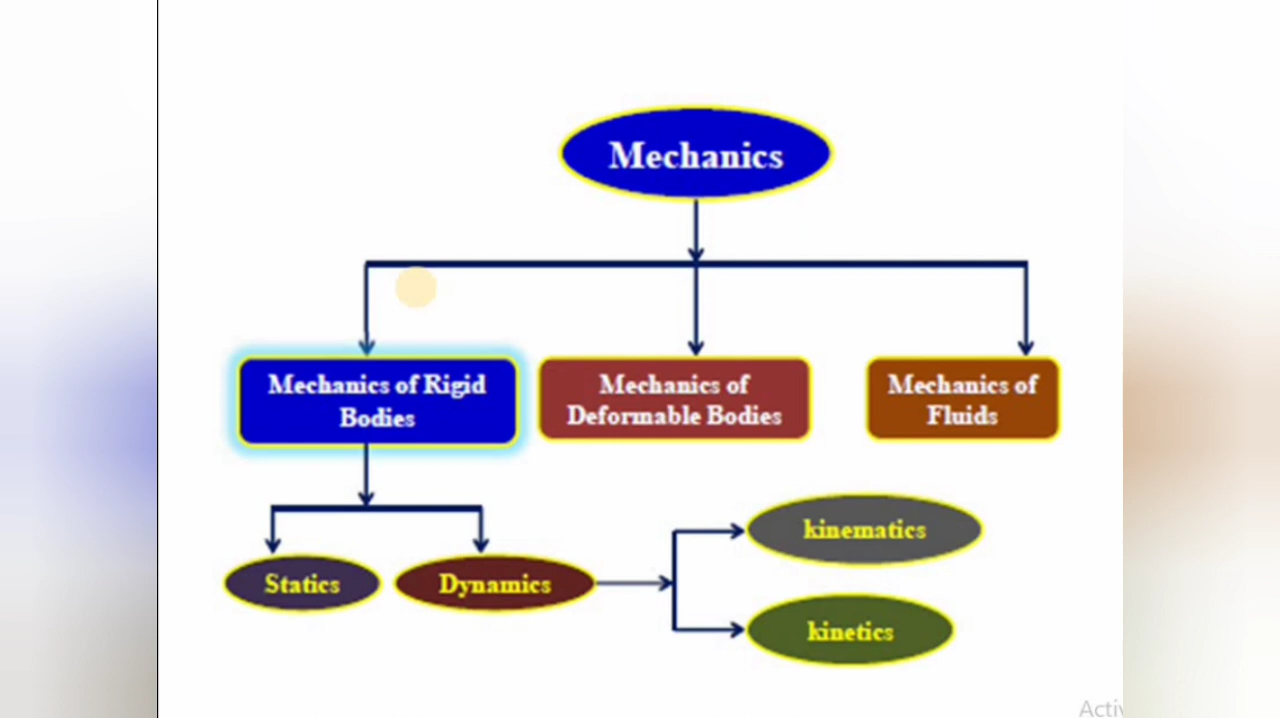 Mechanics
Mechanics of Rigid
Bodies
Mechanics of
Deformable Bodies
Mechanics of
Fluids
kinematics
Statics
Dynamics
kinetics